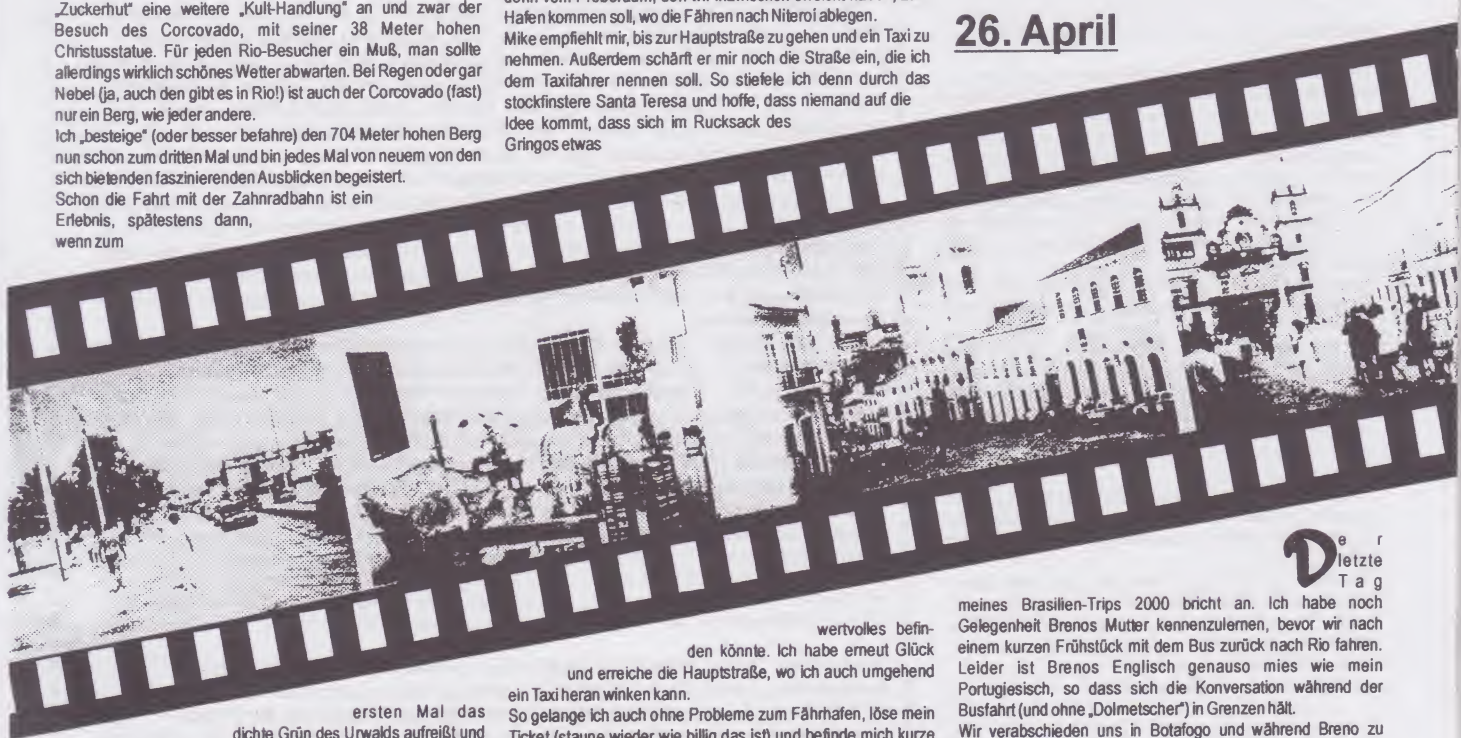 „Zuckerhut“ eine weitere „Kult-Handlung“ an und zwar der
Besuch des Corcovado, mit seiner 38 Meter hohen
Christusstatue. Für jeden Rio-Besucher ein Muß, man sollte
allerdings wirklich schönes Wetter abwarten. Bei Regen oder gar
Nebel (ja, auch den gibt es in Rio!) ist auch der Corcovado (fast)
nur ein Berg, wie jeder andere.
Ich „besteige“ (oder besser befahre) den 704 Meter hohen Berg
nun schon zum dritten Mal und bin jedes Mal von neuem von den
sich bietenden faszinierenden Ausblicken begeistert.
Schon die Fahrt mit der Zahnradbahn ist ein
Erlebnis, spätestens dann,
wenn zum
ersten Mal das
dichte Grün des Urwalds aufreißt und
Hafen kommen soll, wo die Fähren nach Niteroi ablegen.
Mike empfiehlt mir, bis zur Hauptstraße zu gehen und ein Taxi zu
nehmen. Außerdem schärft er mir noch die Straße ein, die ich
dem Taxifahrer nennen soll. So stiefele ich denn durch das
stockfinstere Santa Teresa und hoffe, dass niemand auf die
Idee kommt, dass sich im Rucksack des
Gringos etwas
wertvolles befin-
den könnte. Ich habe erneut Glück
und erreiche die Hauptstraße, wo ich auch umgehend
ein Taxi heran winken kann.
So gelange ich auch ohne Probleme zum Fährhafen, löse mein
Ticket (staune wieder wie billig das ist) und befinde mich kurze
26. April
Der
letzte
Tag
meines Brasilien-Trips 2000 bricht an. Ich habe noch
Gelegenheit Brenos Mutter kennenzulernen, bevor wir nach
einem kurzen Frühstück mit dem Bus zurück nach Rio fahren.
Leider ist Brenos Englisch genauso mies wie mein
Portugiesisch, so dass sich die Konversation während der
Busfahrt (und ohne „Dolmetscher“) in Grenzen hält.
Wir verabschieden uns in Botafogo und während Breno zu